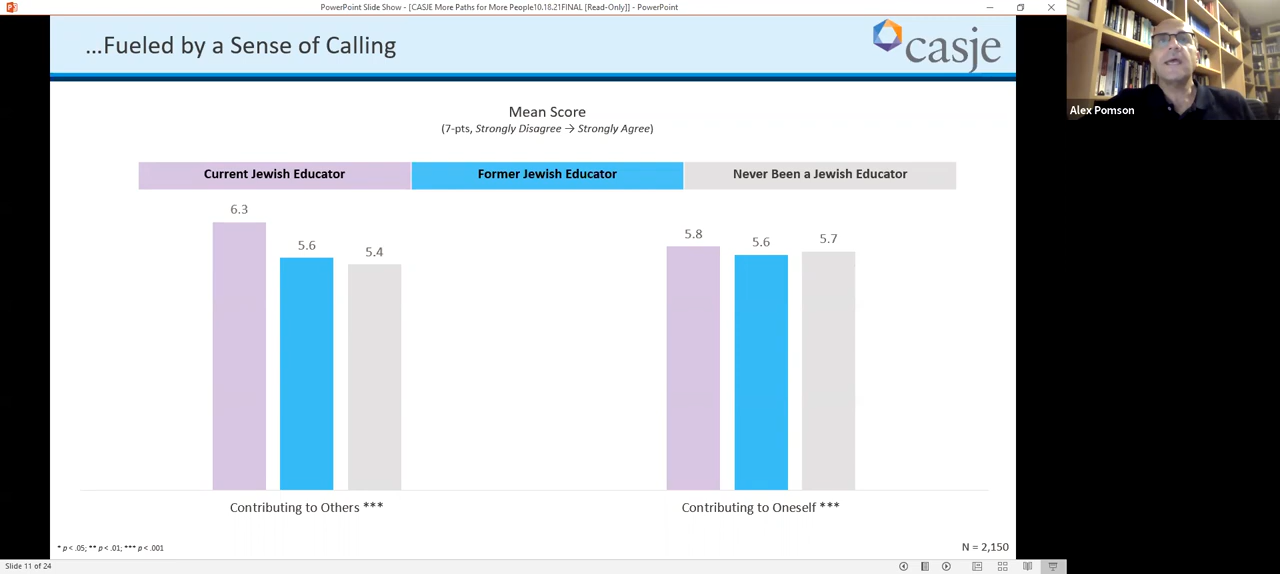 PowerPoint Slide Show - [CASJE More Paths for More People10.18.21FINAL [Read-Only]] - PowerPoint
...Fueled by a Sense of Calling
casje
Alex Pomson
Mean Score
(7-pts, Strongly Disagree → Strongly Agree)
Current Jewish Educator
Former Jewish Educator
Never Been a Jewish Educator
6.3
5.6
5.4
5.8
5.6
5.7
Contributing to Others ***
Contributing to Oneself ***
* p < .05; ** p < .01; *** p < .001
N = 2,150
Slide 11 of 24